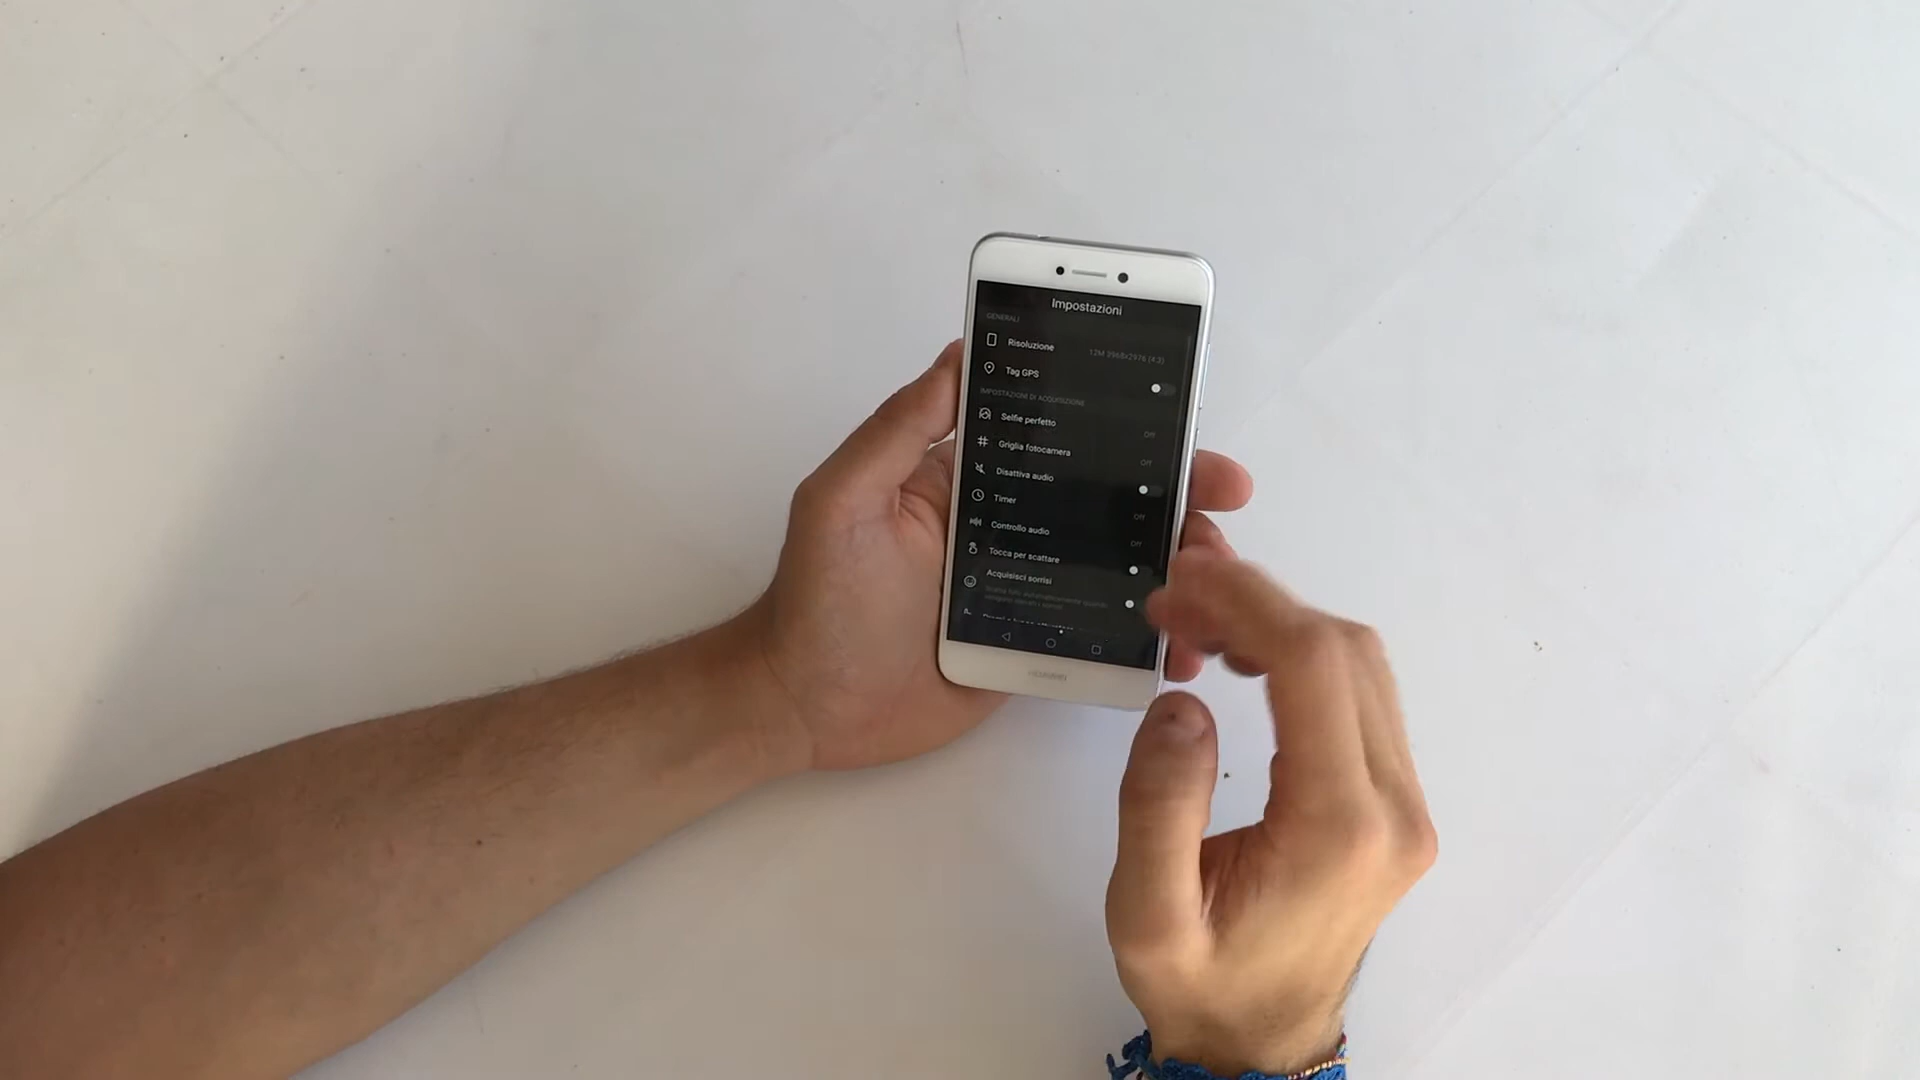 Impostazioni
GENERALI
Risoluzione 12M 3968x2976 (4:3)
Tag GPS
IMPOSTAZIONI DI ACQUISIZIONE
Selfie perfetto Off
Griglia fotocamera Off
Disattiva audio
Timer Off
Controllo audio Off
Tocca per scattare
Acquisisci sorrisi
HUAWEI